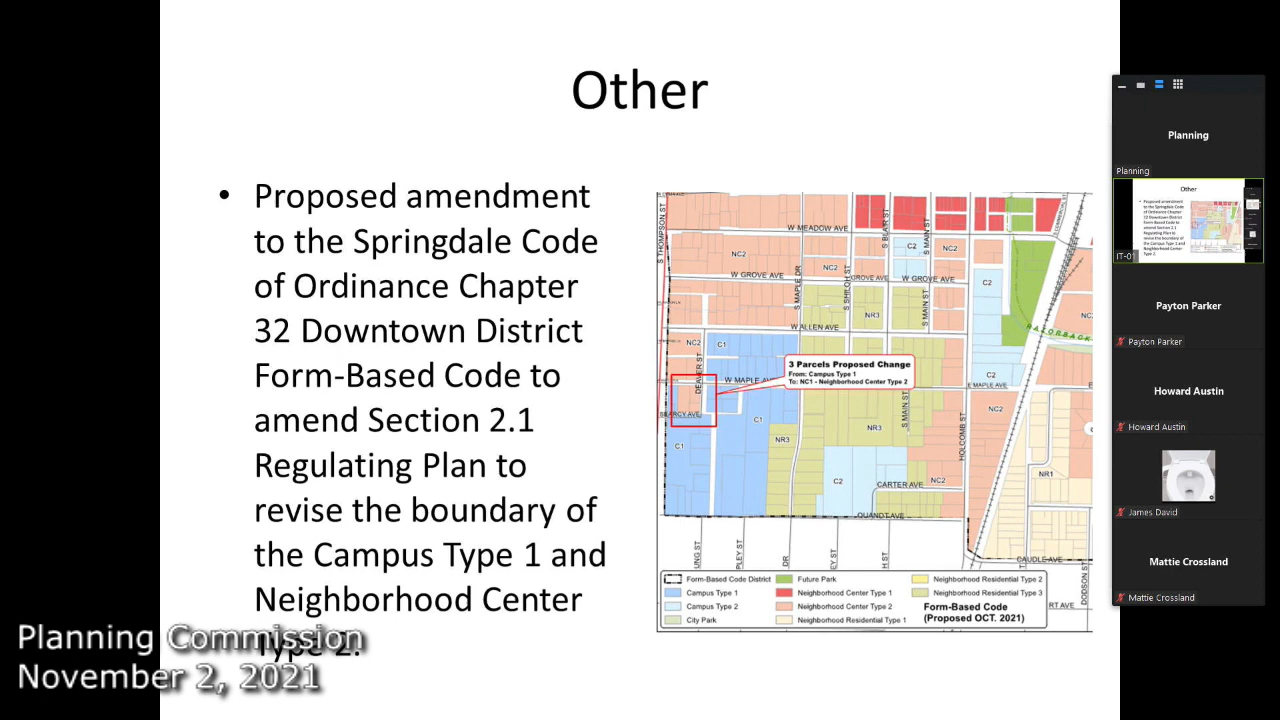 Other
• Proposed amendment
to the Springdale Code
of Ordinance Chapter
32 Downtown District
Form-Based Code to
amend Section 2.1
Regulating Plan to
revise the boundary of
the Campus Type 1 and
Neighborhood Center
Type 2.
S THOMPSON ST
W MEADOW AVE
S BLAIR ST
S MAIN ST
C2
NC2
NC2
NC2
W GROVE AVE
GROVE AVE
W GROVE AVE
S MAPLE DR
S SHILOH ST
C2
NR3
S MAIN ST
W ALLEN AVE
RAZORBACK
NC2
C1
3 Parcels Proposed Change
From: Campus Type 1
To: NC1 - Neighborhood Center Type 2
DEAVER ST
W MAPLE AVE
C2
E MAPLE AVE
SEARCY AVE
C1
S MAIN ST
NC2
HOLCOMB ST
C1
NR3
NR3
C2
CARTER AVE
NC2
NR1
QUANDT AVE
UNG ST
PLEY ST
DR
EY ST
H ST
CAUDLE AVE
DODSON ST
RT AVE
Form-Based Code District
Campus Type 1
Campus Type 2
City Park
Future Park
Neighborhood Center Type 1
Neighborhood Center Type 2
Neighborhood Residential Type 1
Neighborhood Residential Type 2
Neighborhood Residential Type 3
Form-Based Code
(Proposed OCT. 2021)
Planning Commission
November 2, 2021
Planning
Planning
Other
IT-01
Payton Parker
Payton Parker
Howard Austin
Howard Austin
James David
Mattie Crossland
Mattie Crossland